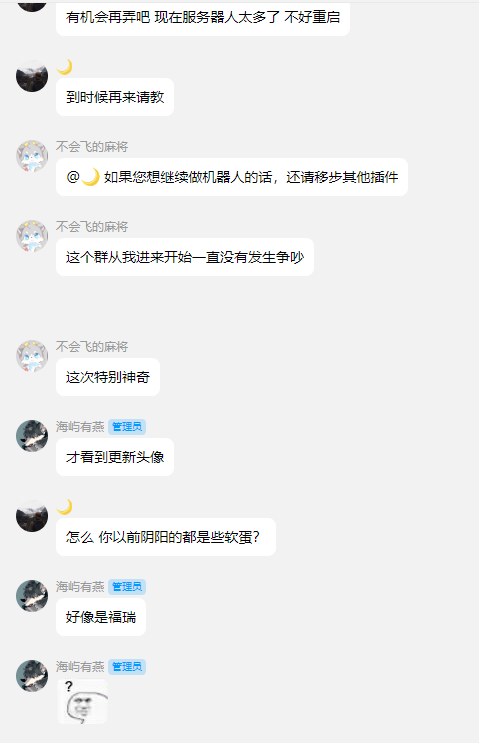 有机会再弄吧 现在服务器人太多了 不好重启
🌙
到时候再来请教
不会飞的麻将
@🌙 如果您想继续做机器人的话，还请移步其他插件
不会飞的麻将
这个群从我进来开始一直没有发生争吵
不会飞的麻将
这次特别神奇
海屿有燕 管理员
才看到更新头像
🌙
怎么 你以前阴阳的都是些软蛋？
海屿有燕 管理员
好像是福瑞
海屿有燕 管理员
?